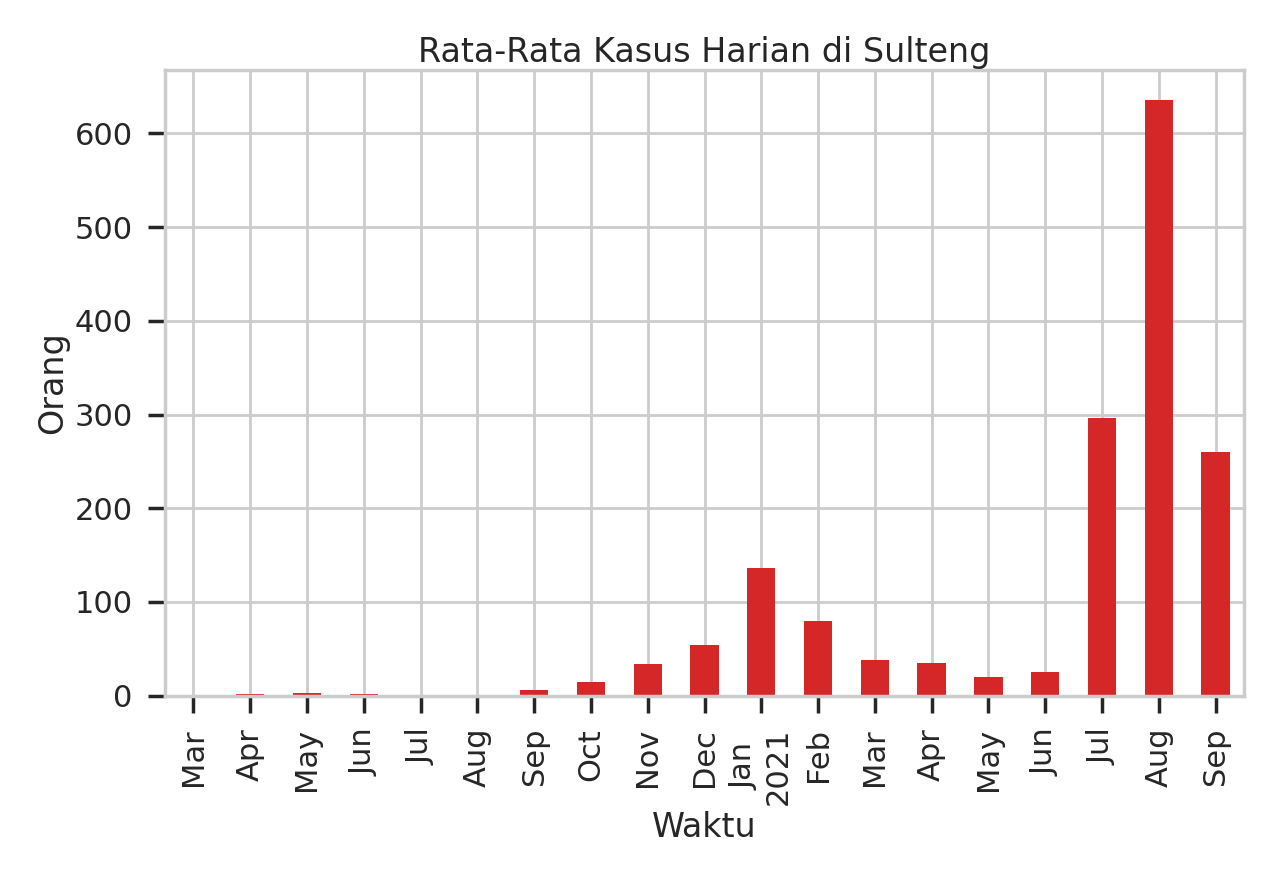 Rata-Rata Kasus Harian di Sulteng
Orang
600
500
400
300
200
100
0
Mar
Apr
May
Jun
Jul
Aug
Sep
Oct
Nov
Dec
Jan
2021
Feb
Mar
Apr
May
Jun
Jul
Aug
Sep
Waktu